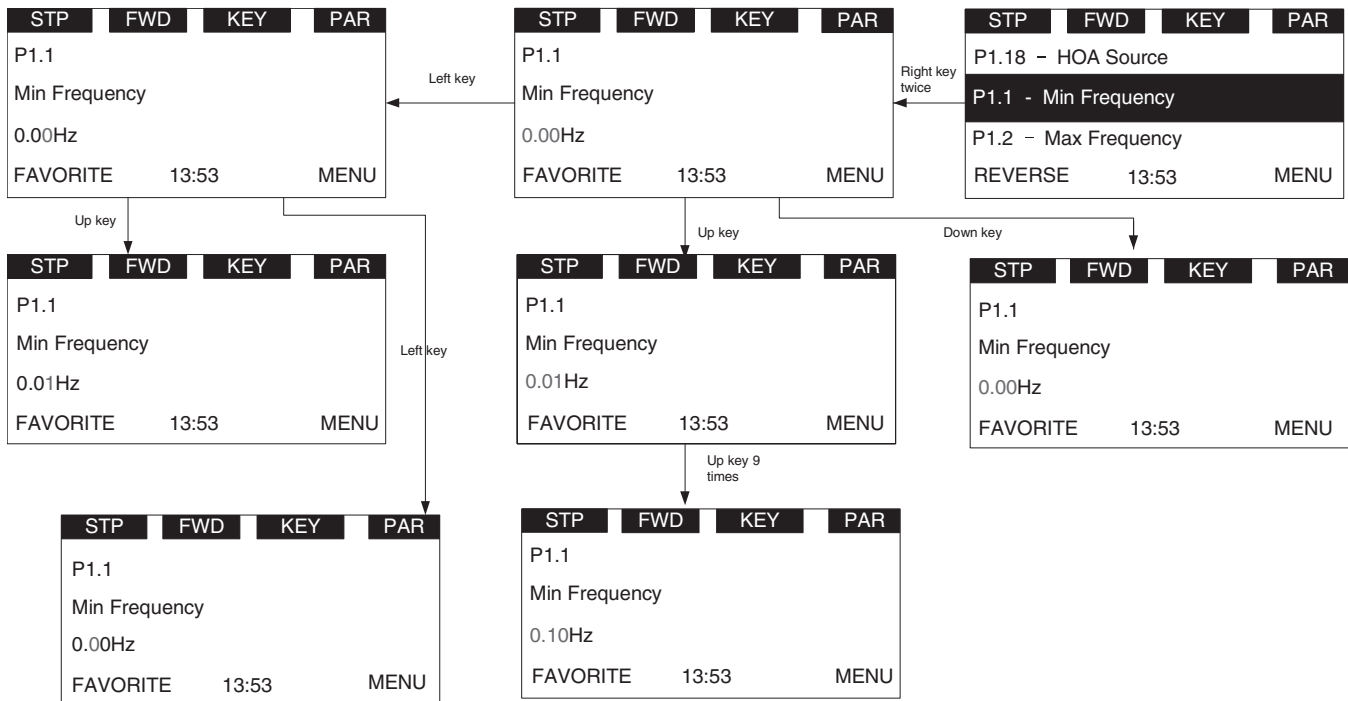 STP FWD KEY PAR
P1.1
Min Frequency
0.00Hz
FAVORITE 13:53 MENU
Left key
STP FWD KEY PAR
P1.1
Min Frequency
0.00Hz
FAVORITE 13:53 MENU
Right key
twice
STP FWD KEY PAR
P1.18 – HOA Source
P1.1 - Min Frequency
P1.2 – Max Frequency
REVERSE 13:53 MENU
Up key
Up key
Down key
STP FWD KEY PAR
P1.1
Min Frequency
0.01Hz
FAVORITE 13:53 MENU
Left key
STP FWD KEY PAR
P1.1
Min Frequency
0.01Hz
FAVORITE 13:53 MENU
STP FWD KEY PAR
P1.1
Min Frequency
0.00Hz
FAVORITE 13:53 MENU
Up key 9
times
STP FWD KEY PAR
P1.1
Min Frequency
0.00Hz
FAVORITE 13:53 MENU
STP FWD KEY PAR
P1.1
Min Frequency
0.10Hz
FAVORITE 13:53 MENU